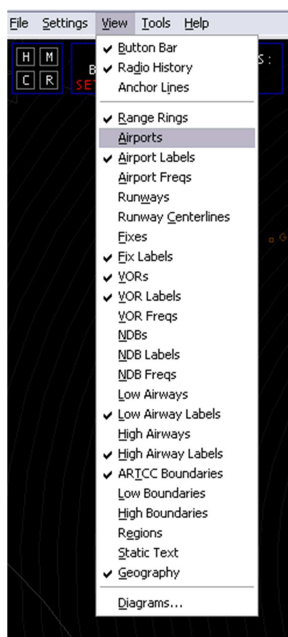 File Settings View Tools Help
H M
C R
B
S:
SE
Button Bar
Radio History
Anchor Lines
Range Rings
Airports
Airport Labels
Airport Freqs
Runways
Runway Centerlines
Fixes
G
Fix Labels
VORs
VOR Labels
VOR Freqs
NDBs
NDB Labels
NDB Freqs
Low Airways
Low Airway Labels
High Airways
High Airway Labels
ARTCC Boundaries
Low Boundaries
High Boundaries
Regions
Static Text
Geography
Diagrams...